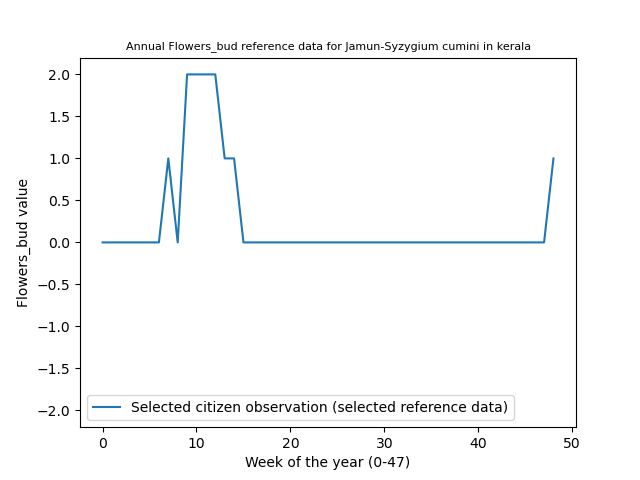 Annual Flowers_bud reference data for Jamun-Syzygium cumini in kerala
2.0
1.5
1.0
0.5
0.0
−0.5
−1.0
−1.5
−2.0
Flowers_bud value
Selected citizen observation (selected reference data)
0 10 20 30 40 50
Week of the year (0-47)